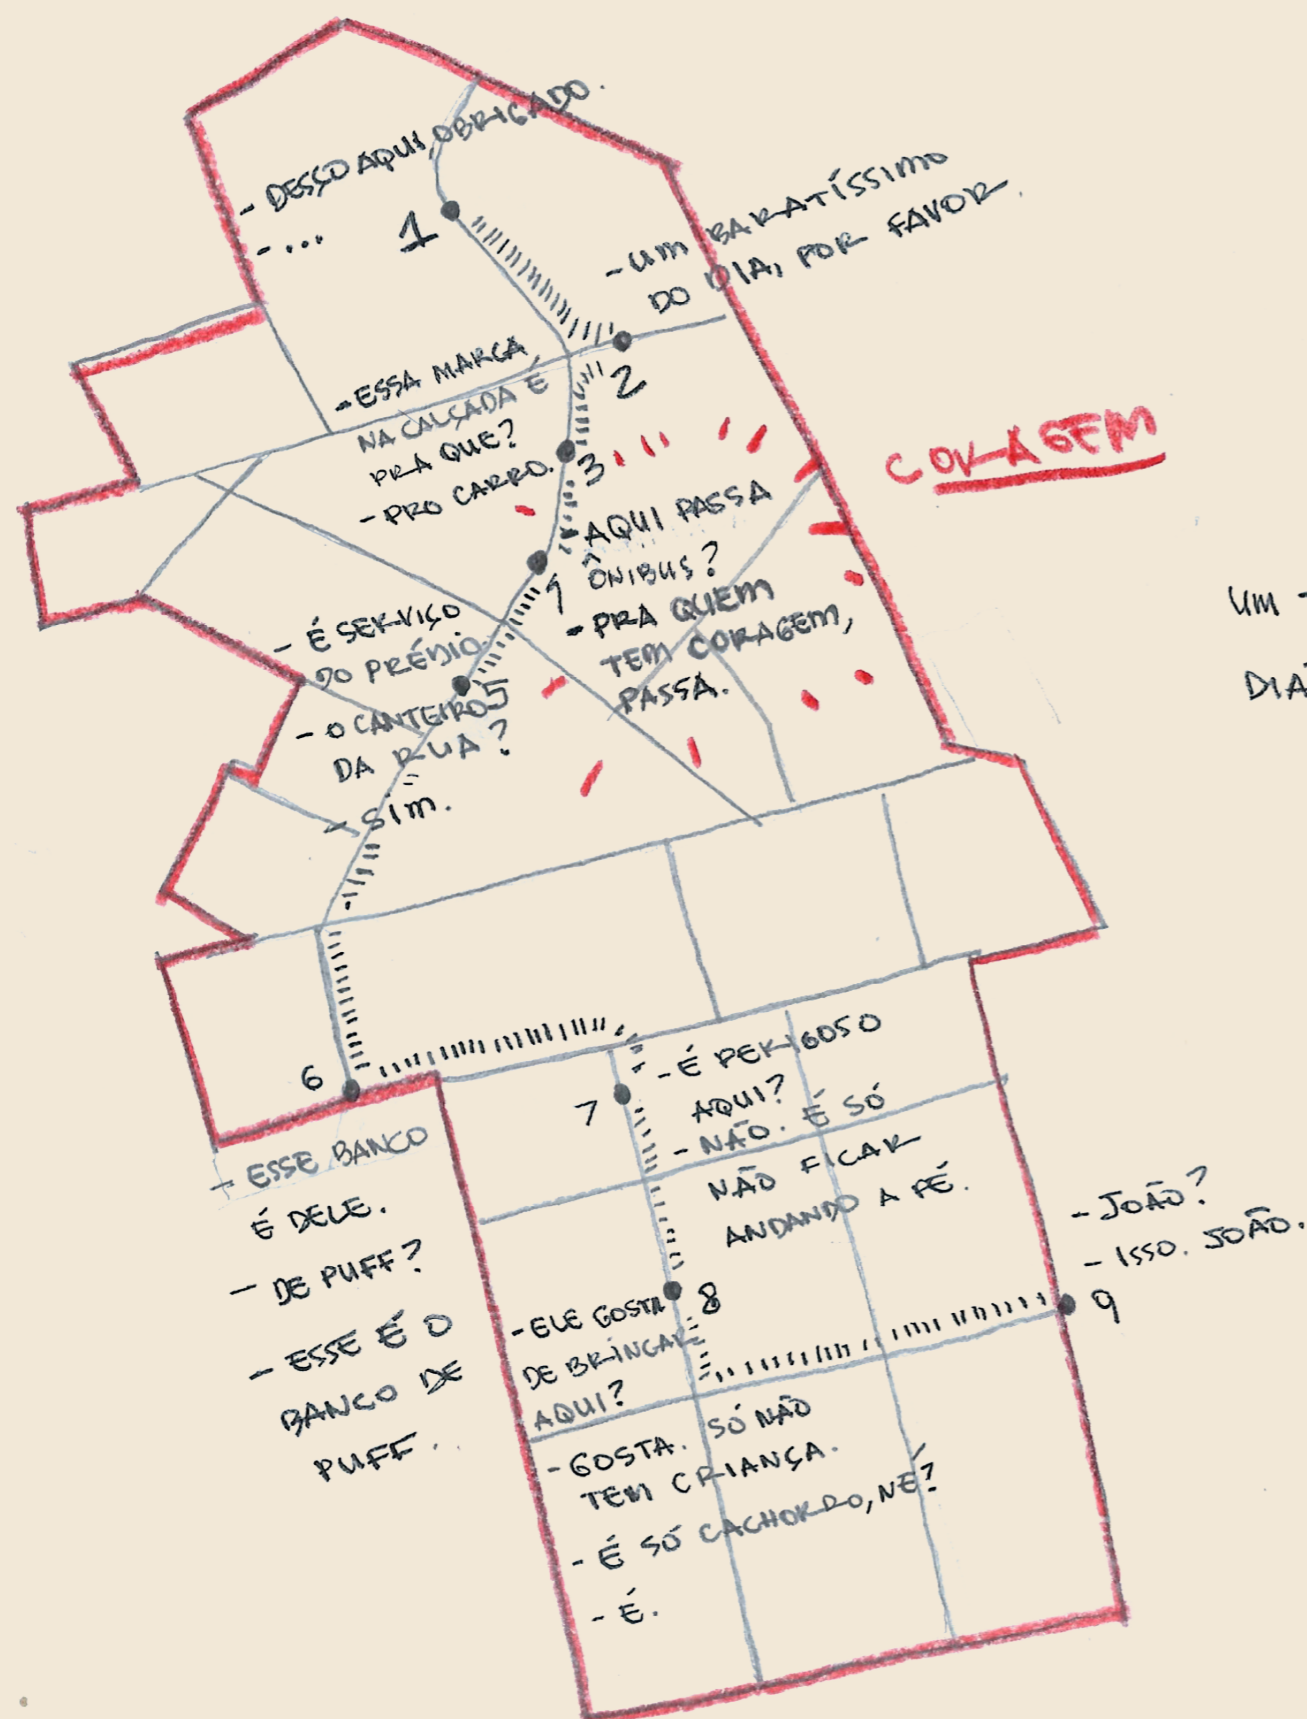 - DESÇO AQUI, OBRIGADO.
- ...
1
- UM BARATÍSSIMO
DO DIA, POR FAVOR.
2
- ESSA MARCA
NA CALÇADA É
PRA QUE?
- PRO CARRO.
3
CORAGEM
- AQUI PASSA
ÔNIBUS?
- PRA QUEM
TEM CORAGEM,
PASSA.
4
UM -
DIA
- É SERVIÇO
DO PRÉDIO.
- O CANTEIRO
DA RUA?
- SIM.
5
6
- ESSE BANCO
É DELE.
- DE PUFF?
- ESSE É O
BANCO DE
PUFF.
7
- É PERIGOSO
AQUI?
- NÃO. É SÓ
NÃO FICAR
ANDANDO A PÉ.
8
- ELE GOSTA
DE BRINCAR
AQUI?
- GOSTA. SÓ NÃO
TEM CRIANÇA.
- É SÓ CACHORRO, NÉ?
- É.
- JOÃO?
- ISSO. JOÃO.
9